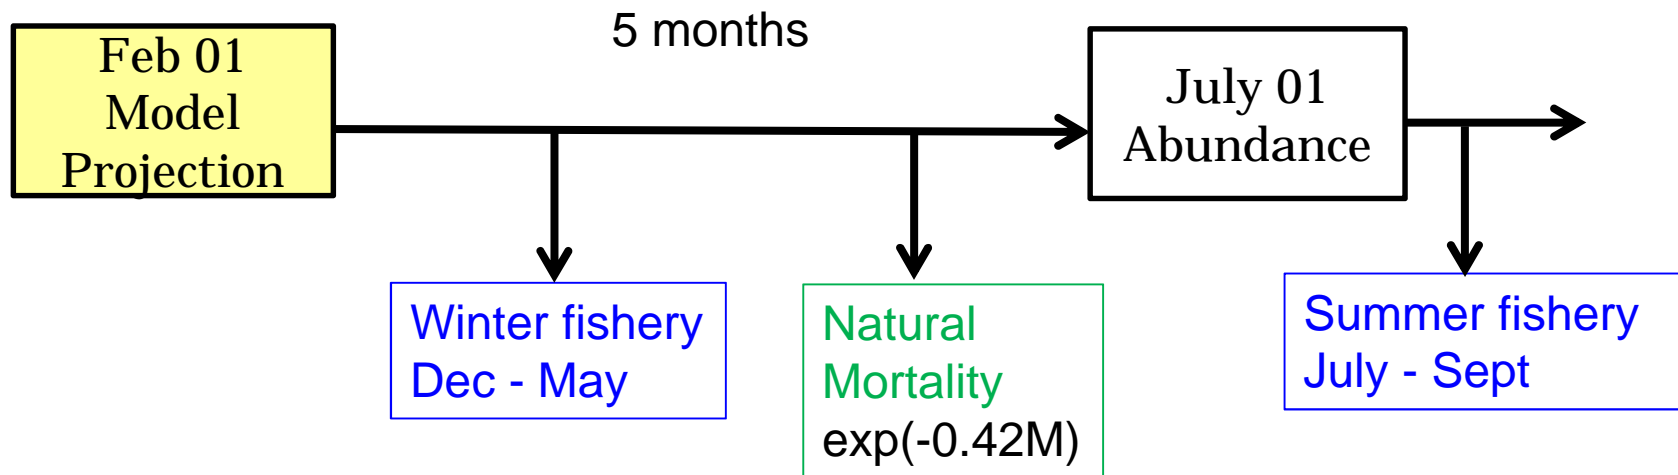 Feb 01
Model
Projection
5 months
July 01
Abundance
Winter fishery
Dec - May
Natural
Mortality
exp(-0.42M)
Summer fishery
July - Sept